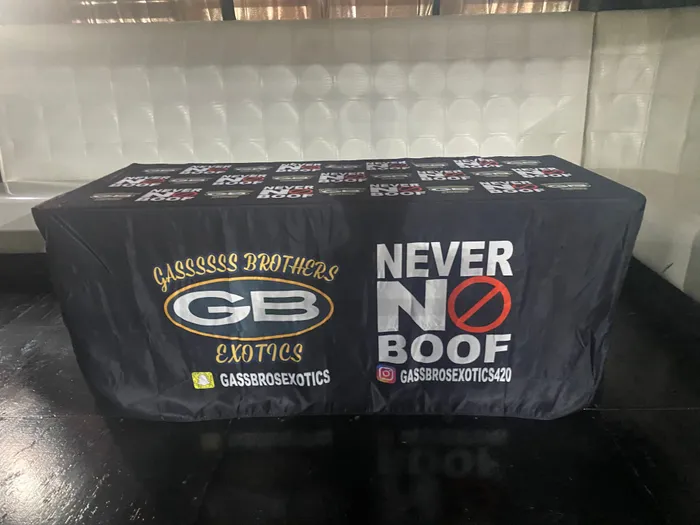 GASSSSSS BROTHERS
GB
EXOTICS
GASSBROSEXOTICS
NEVER
NO
BOOF
GASSBROSEXOTICS420